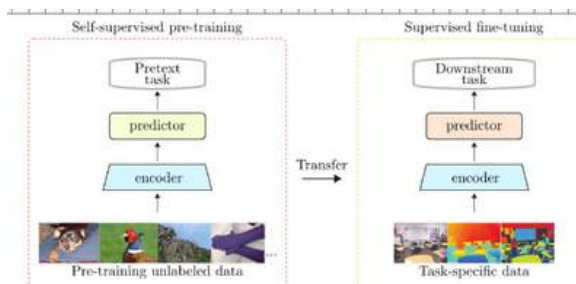 Self-supervised pre-training
Pretext
task
predictor
encoder
Pre-training unlabeled data
...
Transfer
Supervised fine-tuning
Downstream
task
predictor
encoder
Task-specific data